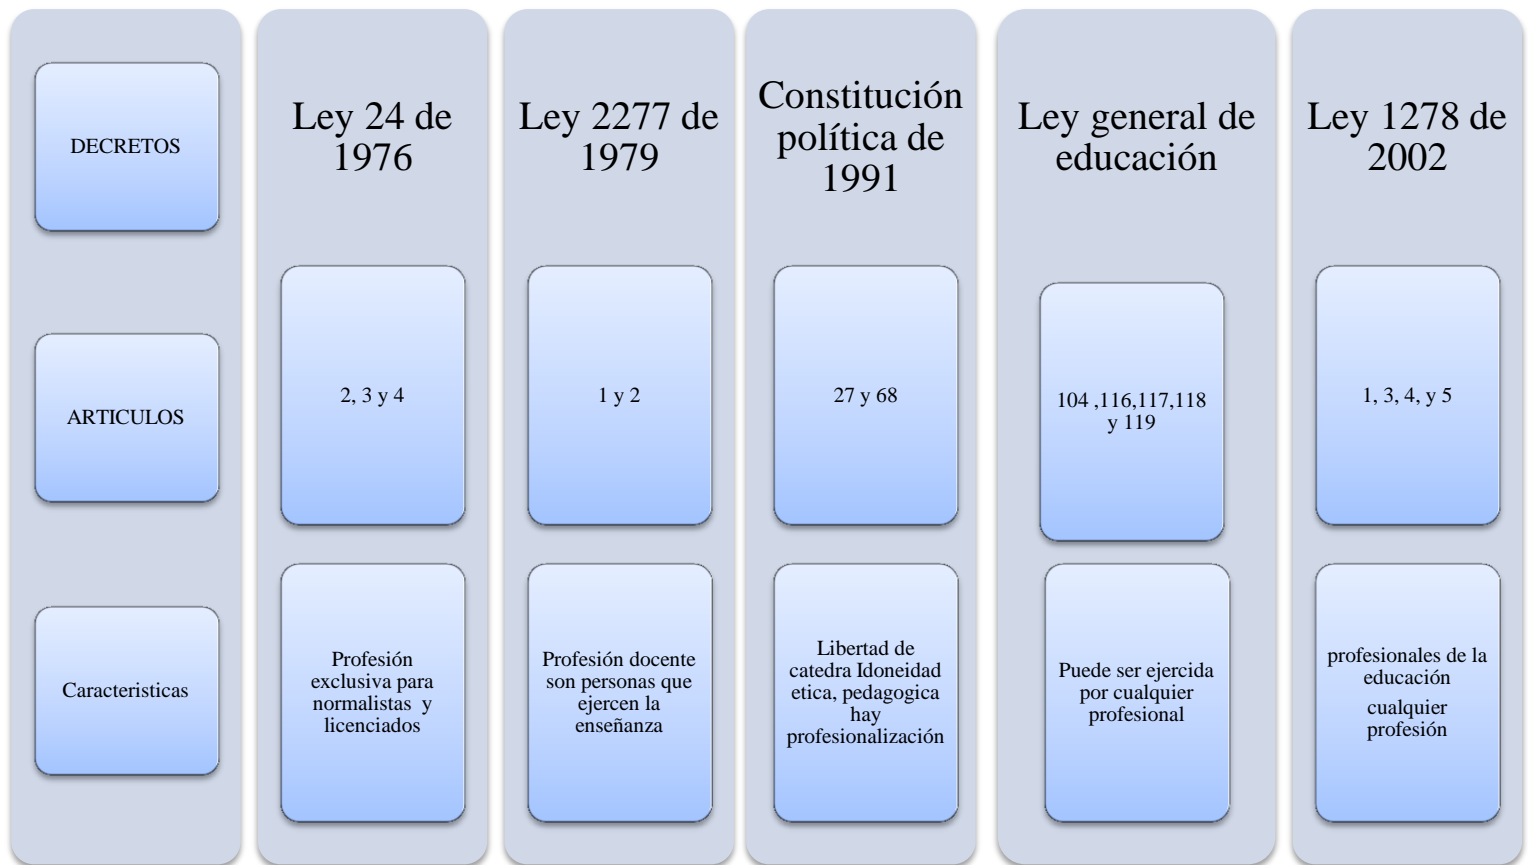 DECRETOS
ARTICULOS
Caracteristicas
Ley 24 de
1976
2, 3 y 4
Profesión
exclusiva para
normalistas y
licenciados
Ley 2277 de
1979
1 y 2
Profesión docente
son personas que
ejercen la
enseñanza
Constitución
política de
1991
27 y 68
Libertad de
catedra Idoneidad
etica, pedagogica
hay
profesionalización
Ley general de
educación
104 ,116,117,118
y 119
Puede ser ejercida
por cualquier
profesional
Ley 1278 de
2002
1, 3, 4, y 5
profesionales de la
educación
cualquier
profesión